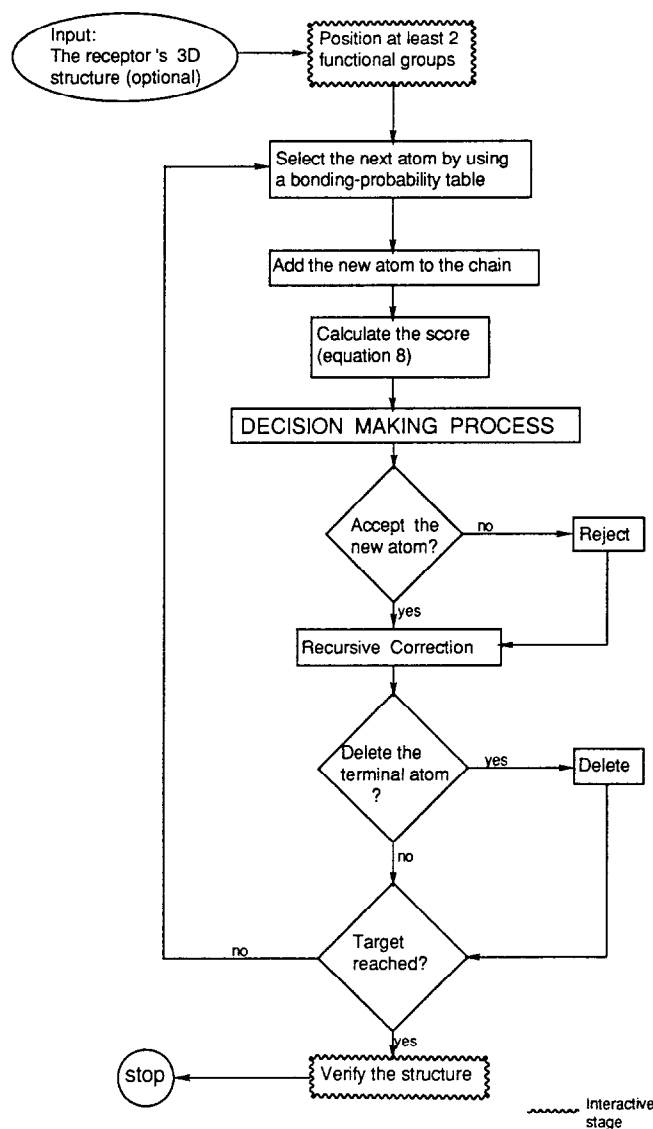 Input:
The receptor 's 3D
structure (optional)
Position at least 2
functional groups
Select the next atom by using
a bonding-probability table
Add the new atom to the chain
Calculate the score
(equation 8)
DECISION MAKING PROCESS
Accept the
new atom?
no
Reject
yes
Recursive Correction
Delete the
terminal atom
?
yes
Delete
no
Target
reached?
no
yes
Verify the structure
stop
Interactive
stage